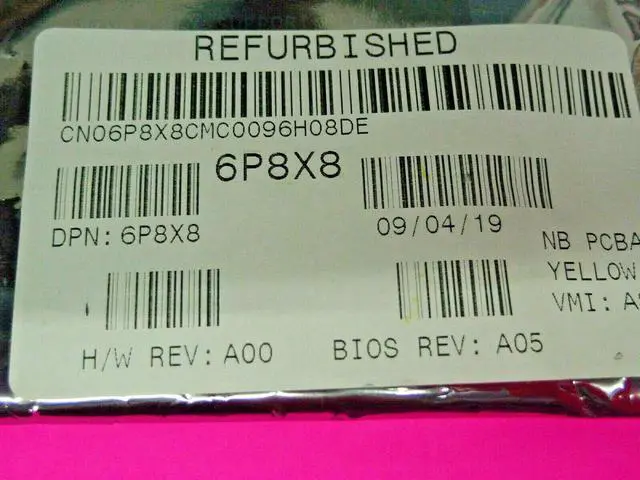 REFURBISHED
CN06P8X8CMC0096H08DE
6P8X8
DPN: 6P8X8
09/04/19
NB PCBA
YELLOW
VMI:
H/W REV: A00
BIOS REV: A05